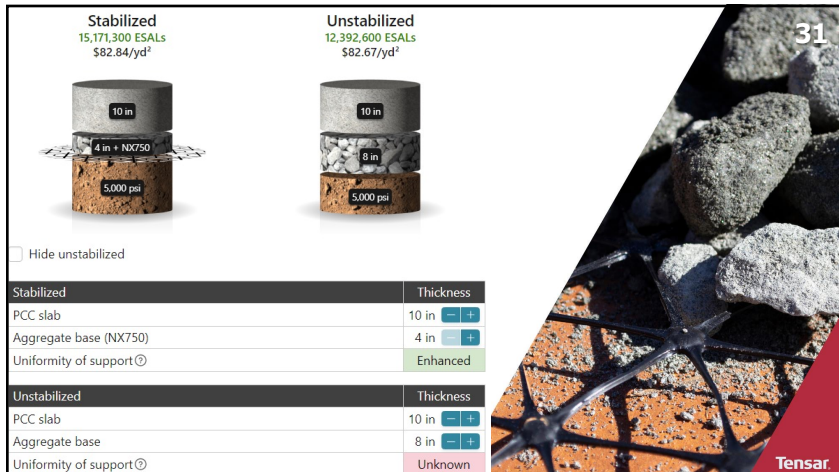 Stabilized
15,171,300 ESALs
$82.84/yd²
10 in
4 in + NX750
5,000 psi
Unstabilized
12,392,600 ESALs
$82.67/yd²
10 in
8 in
5,000 psi
31
Hide unstabilized
Stabilized Thickness
PCC slab 10 in − +
Aggregate base (NX750) 4 in − +
Uniformity of support ? Enhanced
Unstabilized Thickness
PCC slab 10 in − +
Aggregate base 8 in − +
Uniformity of support ? Unknown
Tensar.